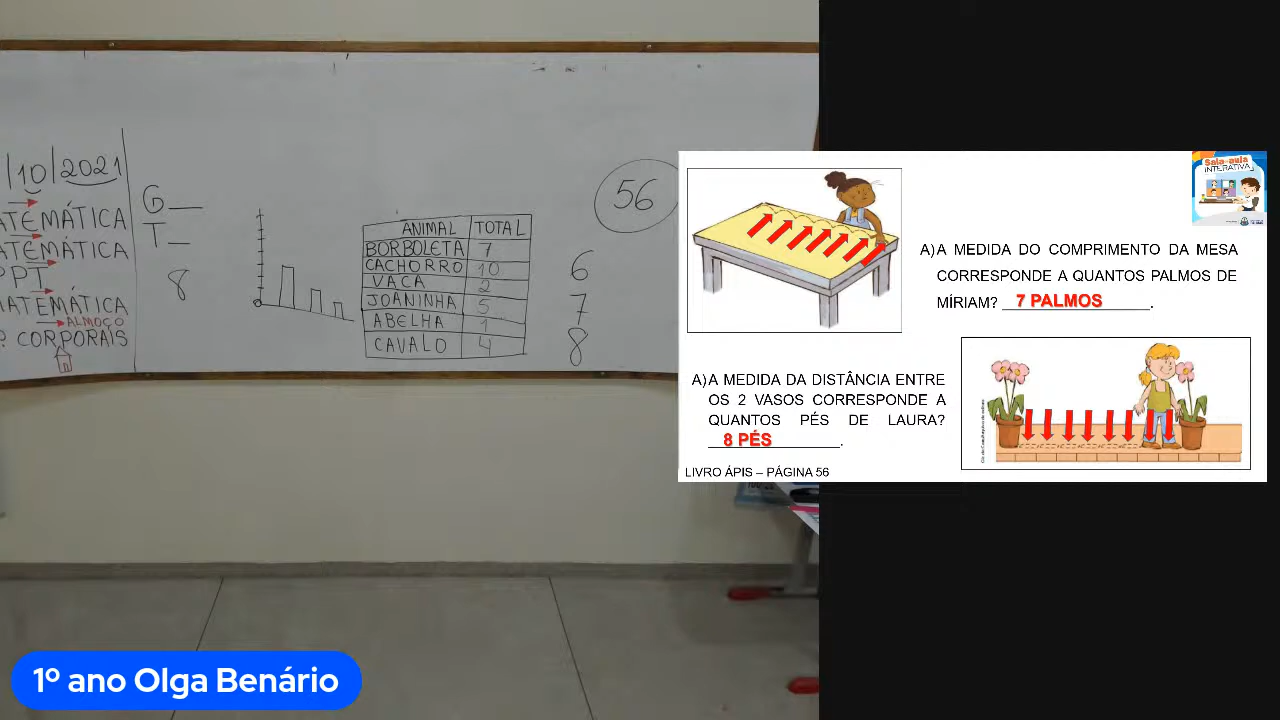 /10/2021
ATEMÁTICA
ATEMÁTICA
PPT
MATEMÁTICA
ALMOÇO
? CORPORAIS
G
T
8
ANIMAL TOTAL
BORBOLETA 7
CACHORRO 10
VACA 2
JOANINHA 5
ABELHA 1
CAVALO 4
6
7
8
56
Sala de aula
INTERATIVA
A) A MEDIDA DO COMPRIMENTO DA MESA
CORRESPONDE A QUANTOS PALMOS DE
MÍRIAM? 7 PALMOS.
A) A MEDIDA DA DISTÂNCIA ENTRE
OS 2 VASOS CORRESPONDE A
QUANTOS PÉS DE LAURA?
8 PÉS.
LIVRO ÁPIS – PÁGINA 56
1º ano Olga Benário